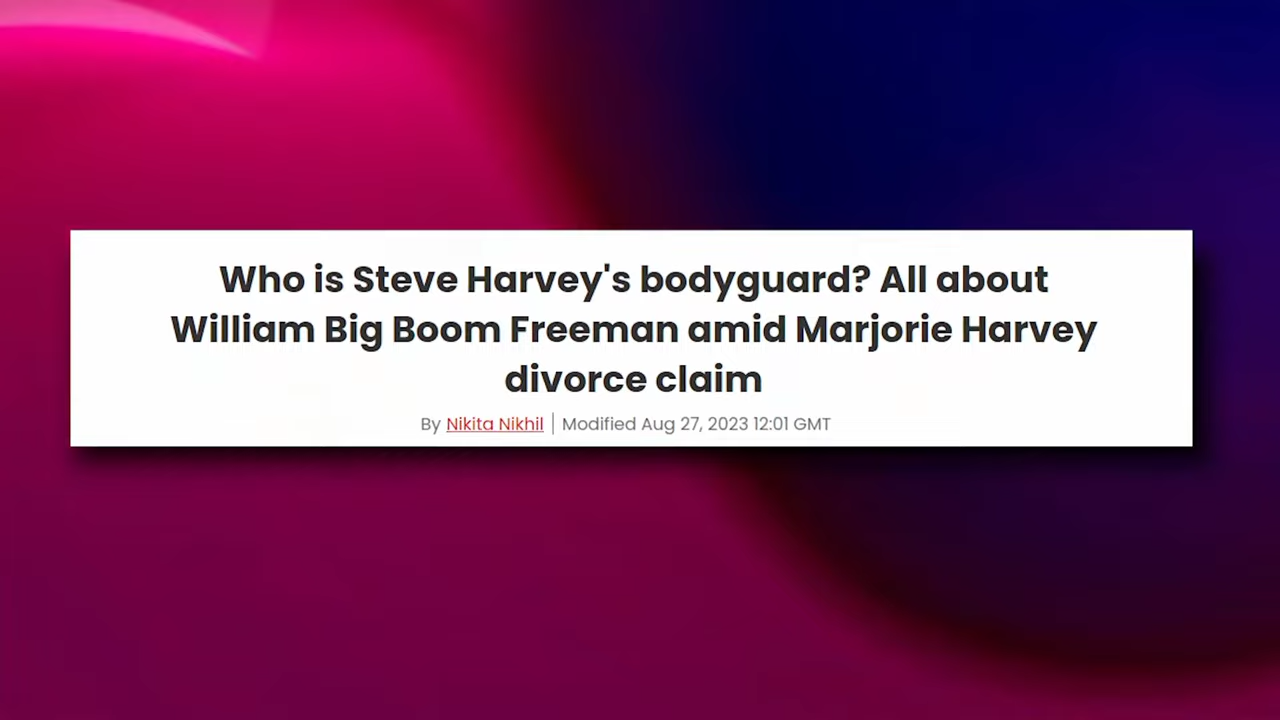 Who is Steve Harvey's bodyguard? All about
William Big Boom Freeman amid Marjorie Harvey
divorce claim
By Nikita Nikhil | Modified Aug 27, 2023 12:01 GMT